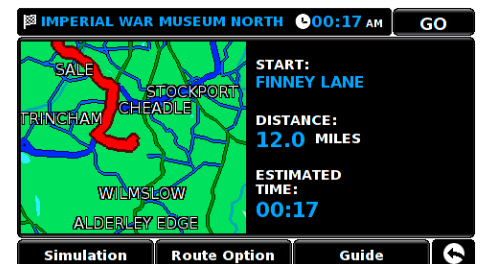 IMPERIAL WAR MUSEUM NORTH 00:17 AM GO
SALE
STOCKPORT
CHEADLE
TRINCHAM
WILMSLOW
ALDERLEY EDGE
START:
FINNEY LANE
DISTANCE:
12.0 MILES
ESTIMATED
TIME:
00:17
Simulation Route Option Guide